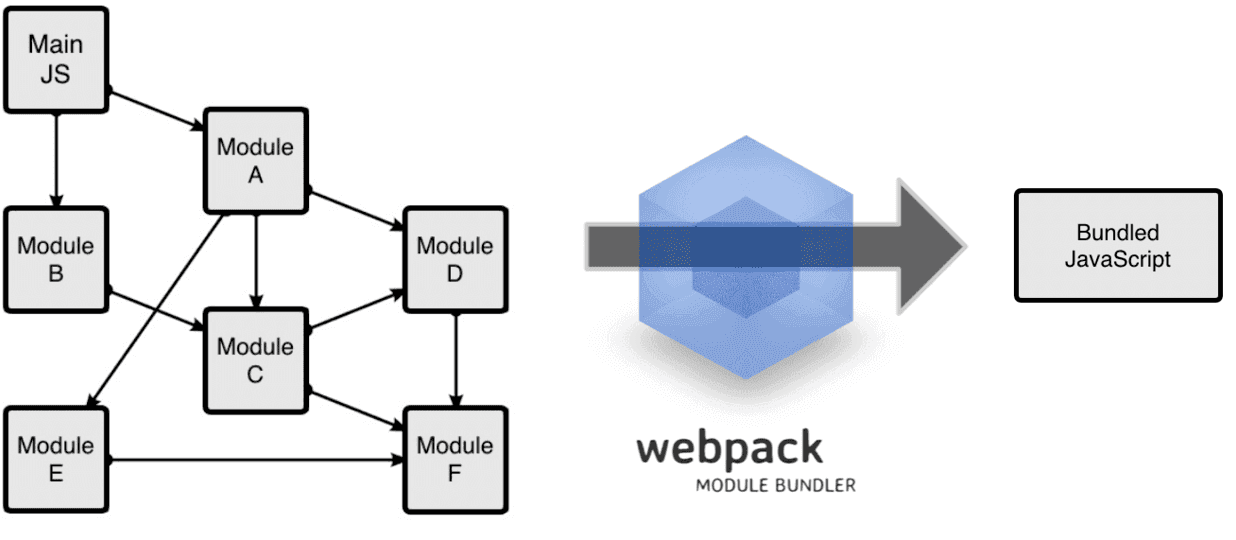 Main
JS
Module
A
Module
B
Module
D
Module
C
Module
E
Module
F
webpack
MODULE BUNDLER
Bundled
JavaScript